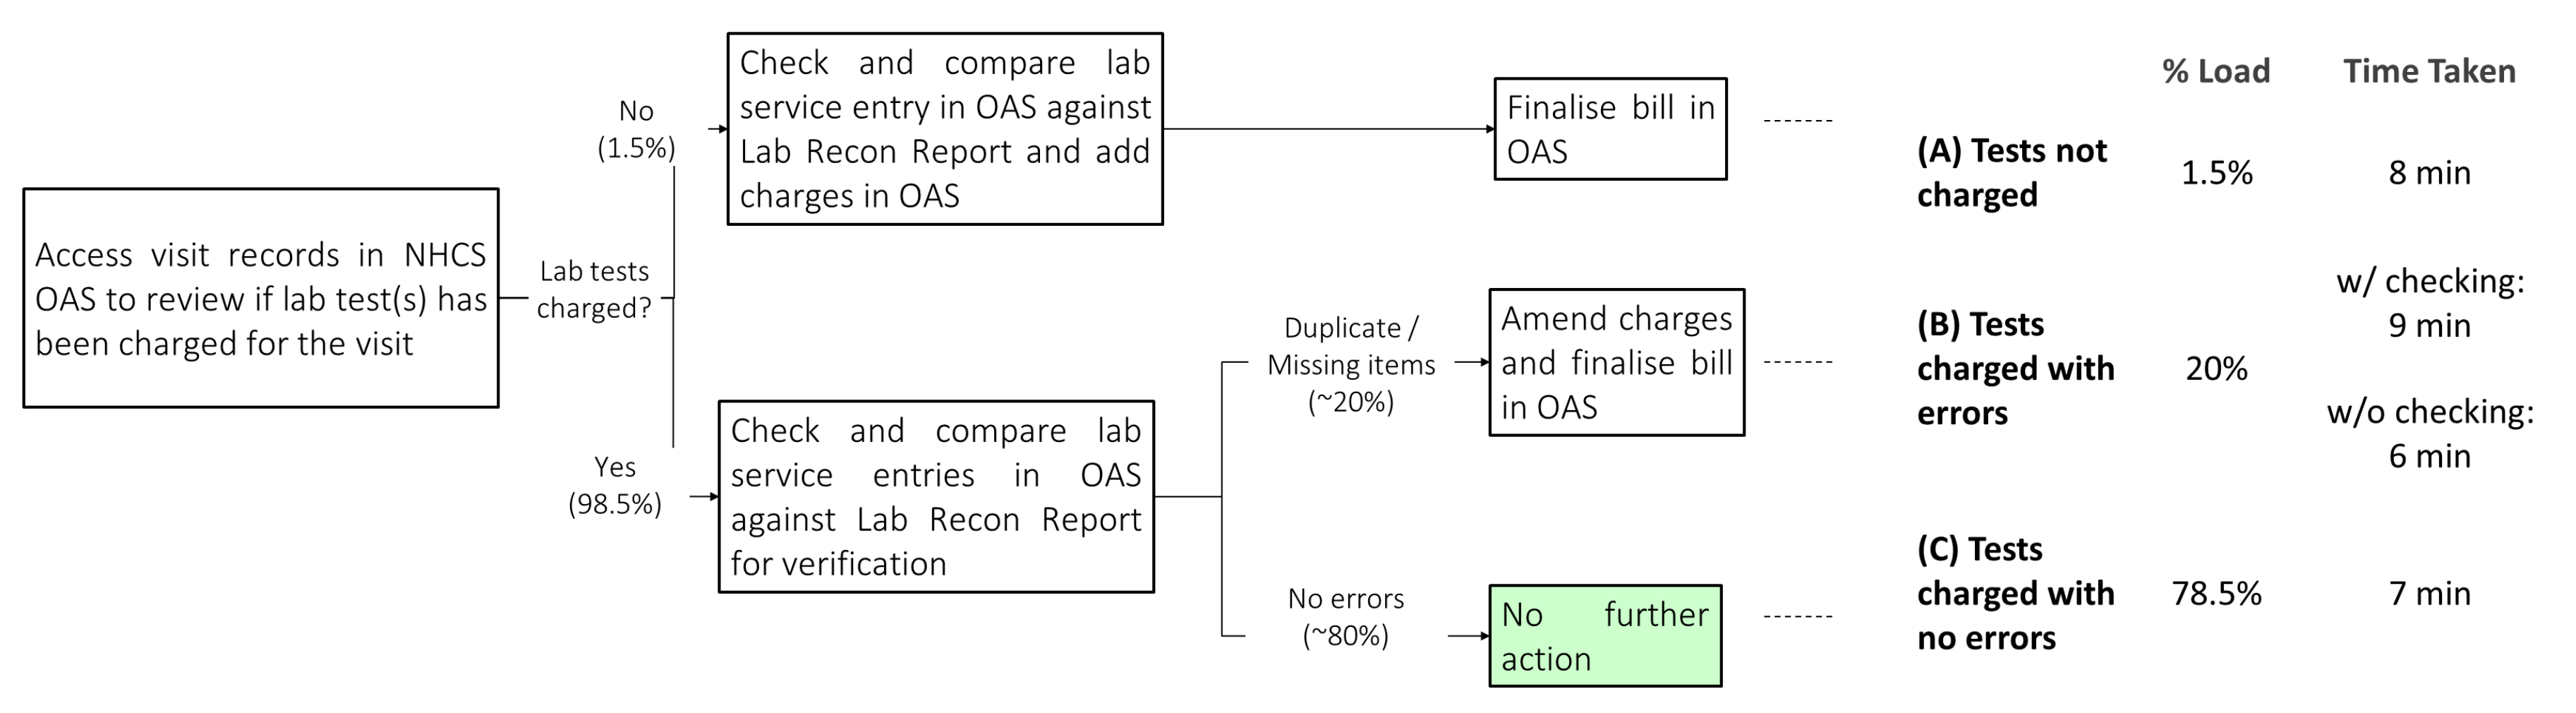 Access visit records in NHCS
OAS to review if lab test(s) has
been charged for the visit
Lab tests
charged?
No
(1.5%)
Check and compare lab
service entry in OAS against
Lab Recon Report and add
charges in OAS
Finalise bill in
OAS
Yes
(98.5%)
Check and compare lab
service entries in OAS
against Lab Recon Report
for verification
Duplicate /
Missing items
(~20%)
Amend charges
and finalise bill
in OAS
No errors
(~80%)
No further
action
% Load
Time Taken
(A) Tests not
charged
1.5%
8 min
(B) Tests
charged with
errors
20%
w/ checking:
9 min
w/o checking:
6 min
(C) Tests
charged with
no errors
78.5%
7 min